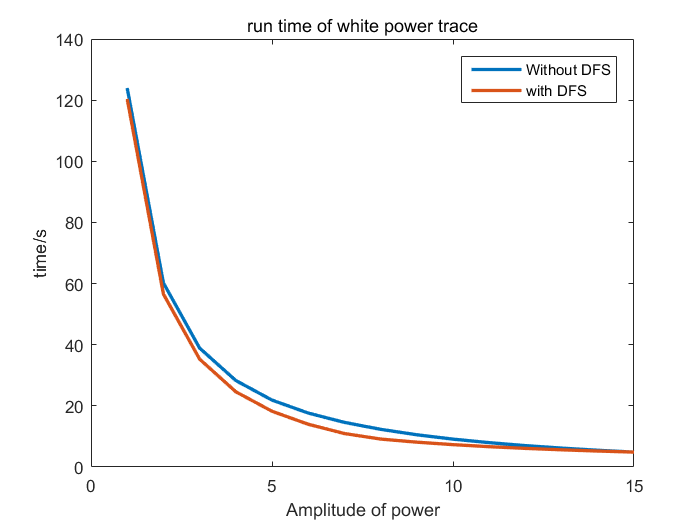 run time of white power trace
140
120
100
80
60
40
20
0
time/s
Without DFS
with DFS
0 5 10 15
Amplitude of power